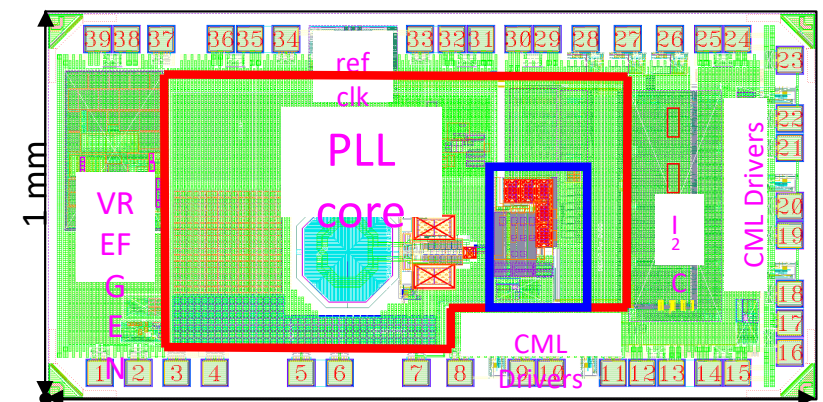 39 38 37 36 35 34 33 32 31 30 29 28 27 26 25 24
23
ref
clk
PLL
core
1 mm
VR
EF
G
E
N
I
2
C
CML Drivers
22
21
20
19
18
17
16
CML
Drivers
1 2 3 4 5 6 7 8 9 10 11 12 13 14 15